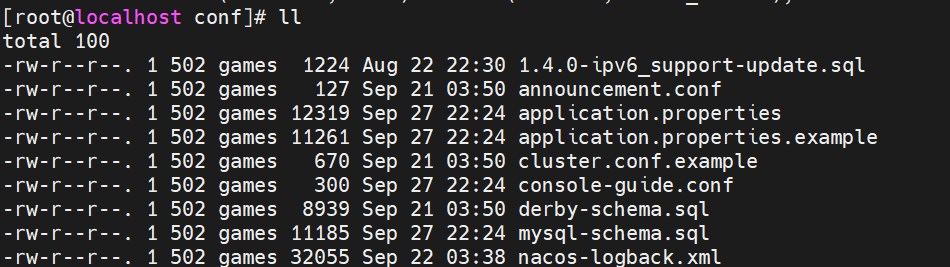 [root@localhost conf]# ll
total 100
-rw-r--r--. 1 502 games  1224 Aug 22 22:30 1.4.0-ipv6_support-update.sql
-rw-r--r--. 1 502 games   127 Sep 21 03:50 announcement.conf
-rw-r--r--. 1 502 games 12319 Sep 27 22:24 application.properties
-rw-r--r--. 1 502 games 11261 Sep 27 22:24 application.properties.example
-rw-r--r--. 1 502 games   670 Sep 21 03:50 cluster.conf.example
-rw-r--r--. 1 502 games   300 Sep 27 22:24 console-guide.conf
-rw-r--r--. 1 502 games  8939 Sep 21 03:50 derby-schema.sql
-rw-r--r--. 1 502 games 11185 Sep 27 22:24 mysql-schema.sql
-rw-r--r--. 1 502 games 32055 Sep 22 03:38 nacos-logback.xml